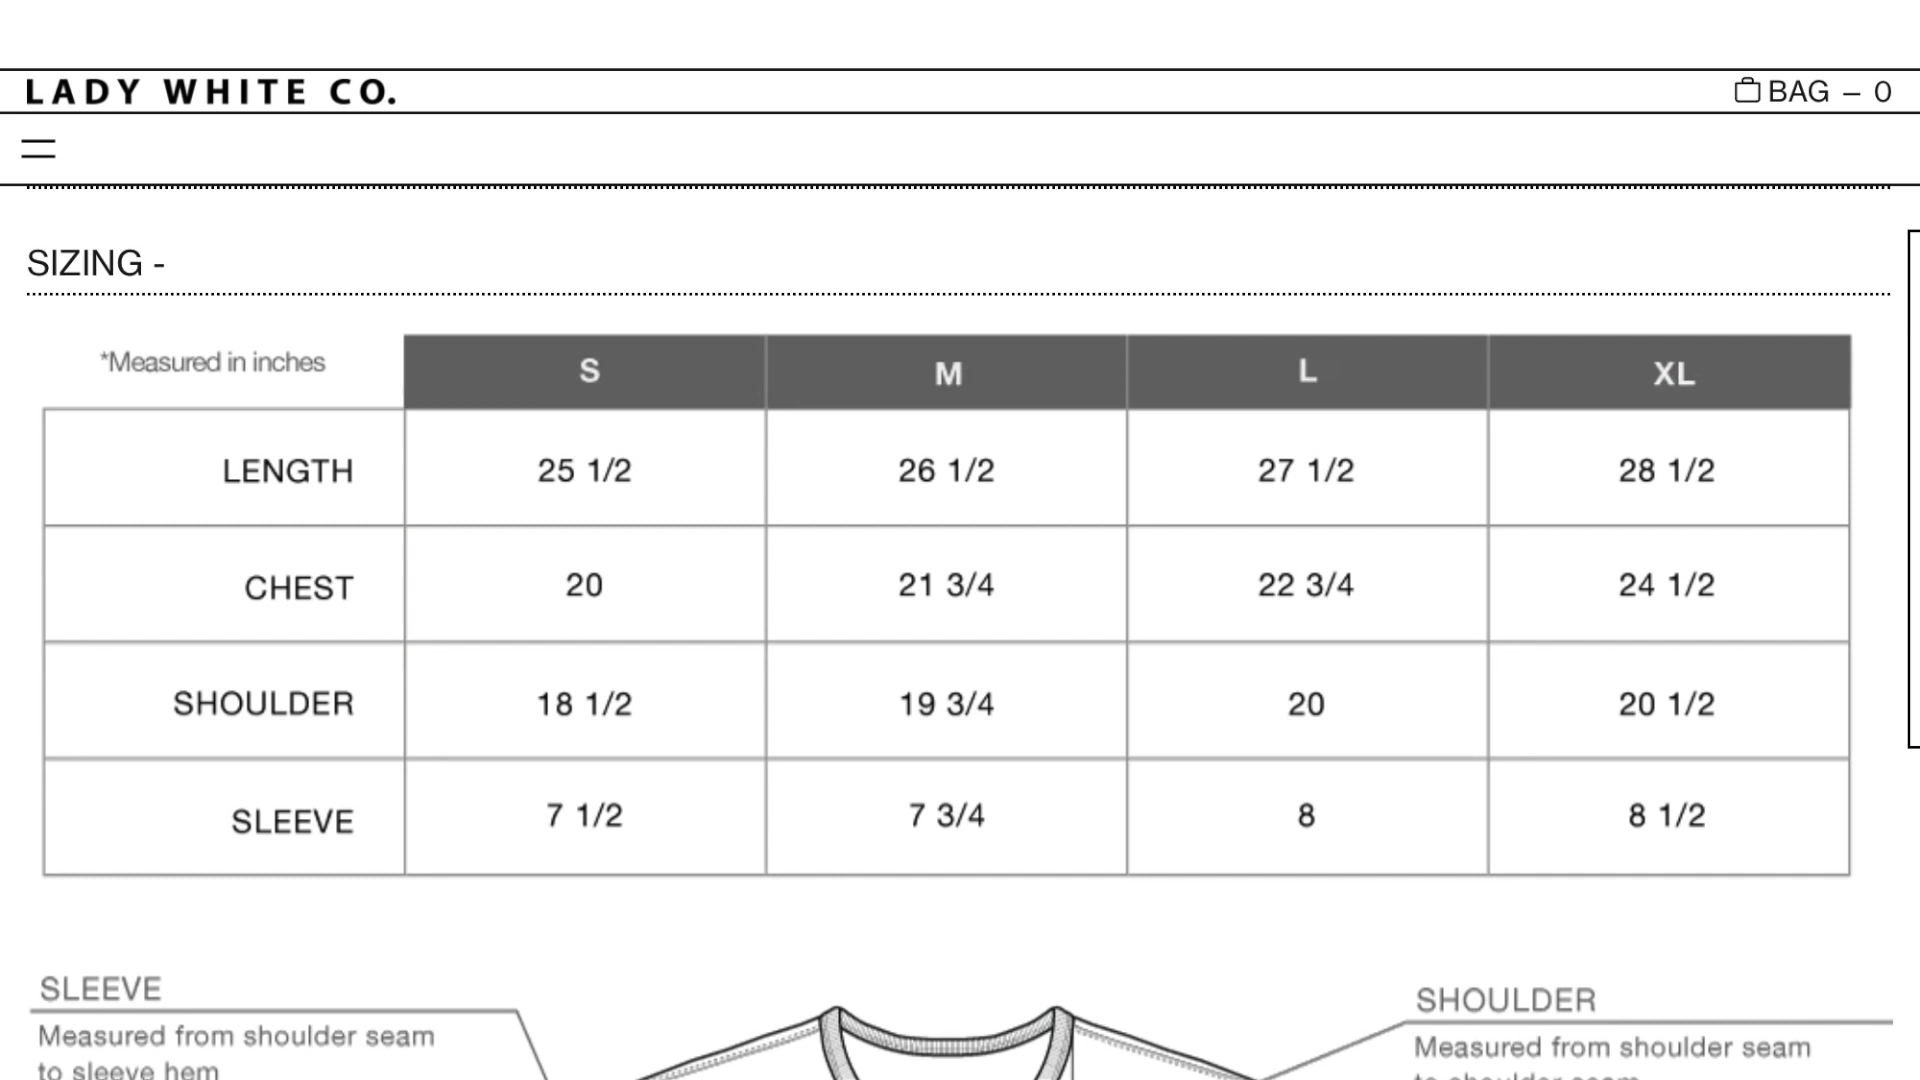 LADY WHITE CO.
BAG – 0
SIZING -
*Measured in inches
S M L XL
LENGTH 25 1/2 26 1/2 27 1/2 28 1/2
CHEST 20 21 3/4 22 3/4 24 1/2
SHOULDER 18 1/2 19 3/4 20 20 1/2
SLEEVE 7 1/2 7 3/4 8 8 1/2
SLEEVE
Measured from shoulder seam
to sleeve hem
SHOULDER
Measured from shoulder seam
to shoulder seam